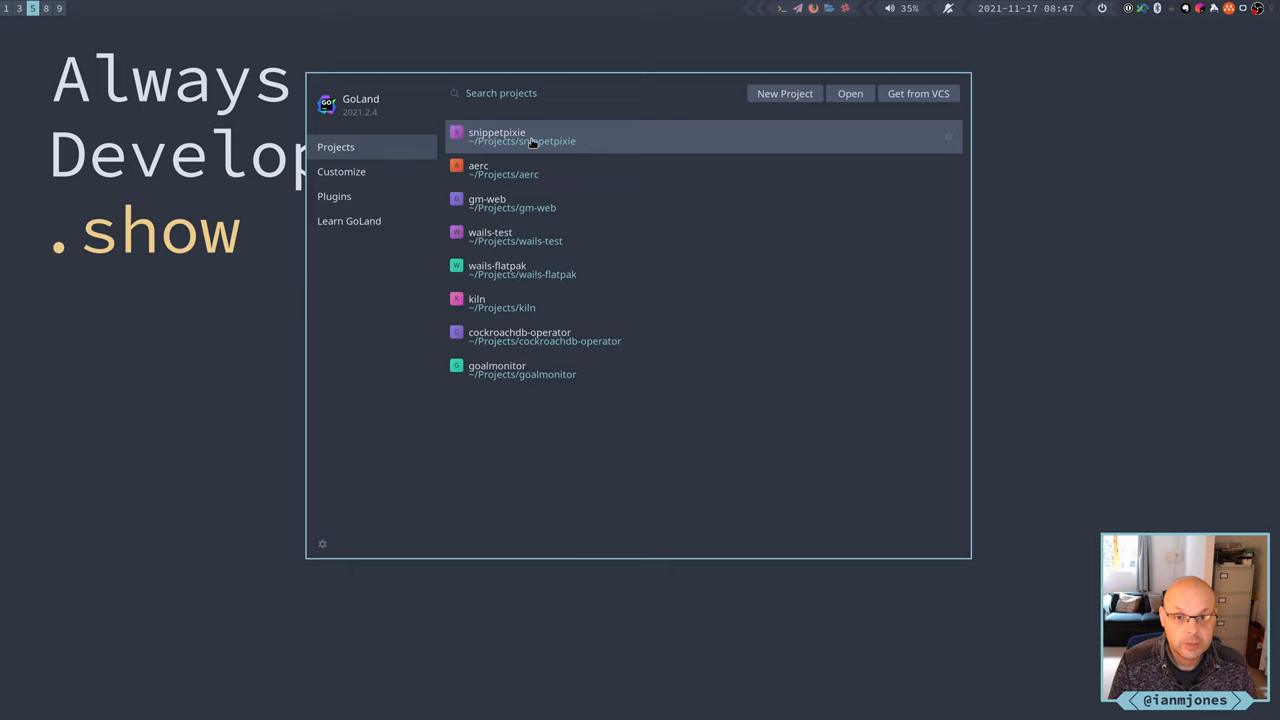 1 3 5 8 9
35%
2021-11-17 08:47
Always
Develop
.show
GoLand
2021.2.4
Search projects
New Project
Open
Get from VCS
Projects
Customize
Plugins
Learn GoLand
snippetpixie
~/Projects/snippetpixie
aerc
~/Projects/aerc
gm-web
~/Projects/gm-web
wails-test
~/Projects/wails-test
wails-flatpak
~/Projects/wails-flatpak
kiln
~/Projects/kiln
cockroachdb-operator
~/Projects/cockroachdb-operator
goalmonitor
~/Projects/goalmonitor
@ianmjones